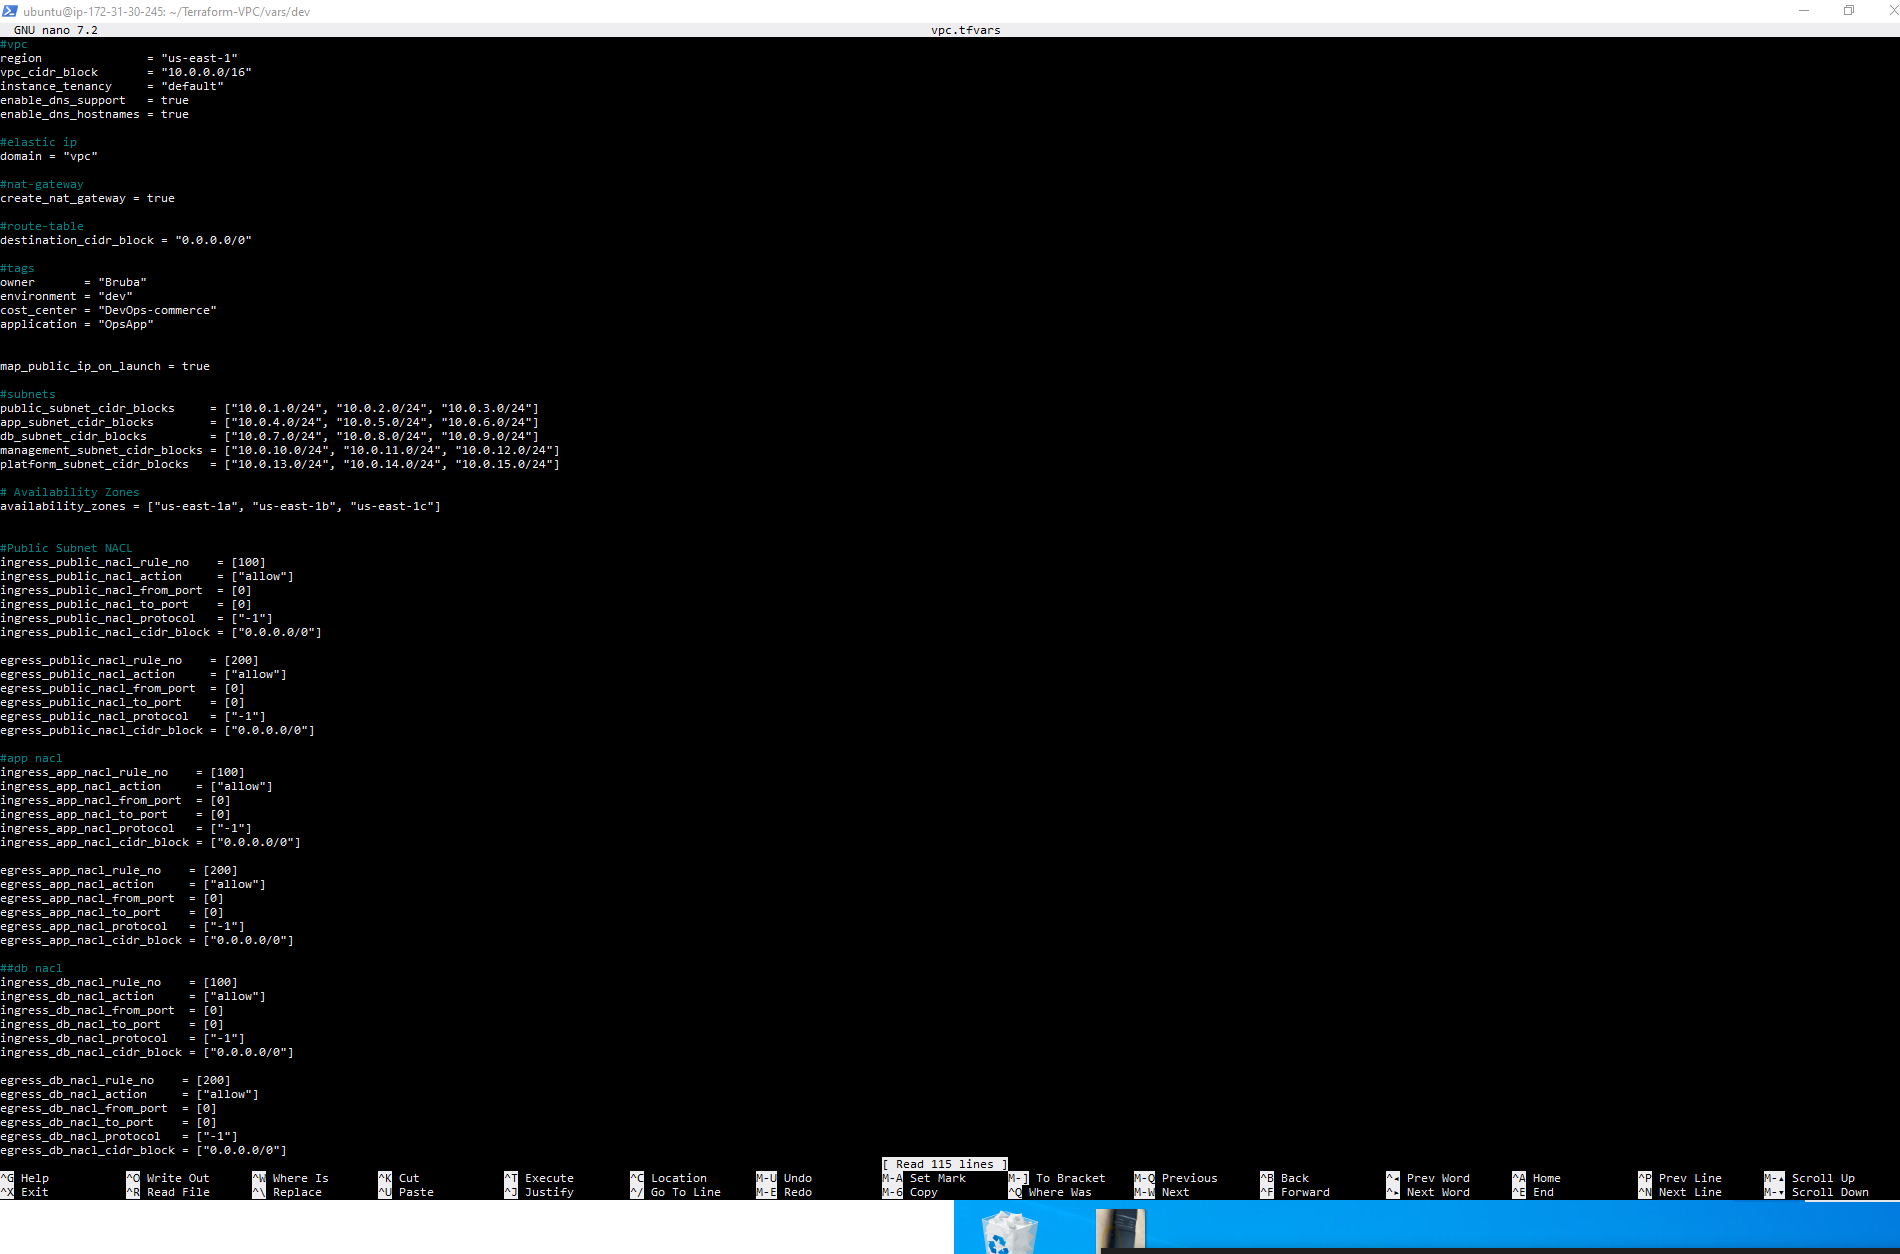 ubuntu@ip-172-31-30-245: ~/Terraform-VPC/vars/dev
GNU nano 7.2 vpc.tfvars
#vpc
region = "us-east-1"
vpc_cidr_block = "10.0.0.0/16"
instance_tenancy = "default"
enable_dns_support = true
enable_dns_hostnames = true
#elastic ip
domain = "vpc"
#nat-gateway
create_nat_gateway = true
#route-table
destination_cidr_block = "0.0.0.0/0"
#tags
owner = "Bruba"
environment = "dev"
cost_center = "DevOps-commerce"
application = "OpsApp"
map_public_ip_on_launch = true
#subnets
public_subnet_cidr_blocks = ["10.0.1.0/24", "10.0.2.0/24", "10.0.3.0/24"]
app_subnet_cidr_blocks = ["10.0.4.0/24", "10.0.5.0/24", "10.0.6.0/24"]
db_subnet_cidr_blocks = ["10.0.7.0/24", "10.0.8.0/24", "10.0.9.0/24"]
management_subnet_cidr_blocks = ["10.0.10.0/24", "10.0.11.0/24", "10.0.12.0/24"]
platform_subnet_cidr_blocks = ["10.0.13.0/24", "10.0.14.0/24", "10.0.15.0/24"]
# Availability Zones
availability_zones = ["us-east-1a", "us-east-1b", "us-east-1c"]
#Public Subnet NACL
ingress_public_nacl_rule_no = [100]
ingress_public_nacl_action = ["allow"]
ingress_public_nacl_from_port = [0]
ingress_public_nacl_to_port = [0]
ingress_public_nacl_protocol = ["-1"]
ingress_public_nacl_cidr_block = ["0.0.0.0/0"]
egress_public_nacl_rule_no = [200]
egress_public_nacl_action = ["allow"]
egress_public_nacl_from_port = [0]
egress_public_nacl_to_port = [0]
egress_public_nacl_protocol = ["-1"]
egress_public_nacl_cidr_block = ["0.0.0.0/0"]
#app nacl
ingress_app_nacl_rule_no = [100]
ingress_app_nacl_action = ["allow"]
ingress_app_nacl_from_port = [0]
ingress_app_nacl_to_port = [0]
ingress_app_nacl_protocol = ["-1"]
ingress_app_nacl_cidr_block = ["0.0.0.0/0"]
egress_app_nacl_rule_no = [200]
egress_app_nacl_action = ["allow"]
egress_app_nacl_from_port = [0]
egress_app_nacl_to_port = [0]
egress_app_nacl_protocol = ["-1"]
egress_app_nacl_cidr_block = ["0.0.0.0/0"]
##db nacl
ingress_db_nacl_rule_no = [100]
ingress_db_nacl_action = ["allow"]
ingress_db_nacl_from_port = [0]
ingress_db_nacl_to_port = [0]
ingress_db_nacl_protocol = ["-1"]
ingress_db_nacl_cidr_block = ["0.0.0.0/0"]
egress_db_nacl_rule_no = [200]
egress_db_nacl_action = ["allow"]
egress_db_nacl_from_port = [0]
egress_db_nacl_to_port = [0]
egress_db_nacl_protocol = ["-1"]
egress_db_nacl_cidr_block = ["0.0.0.0/0"]
[ Read 115 lines ]
^G Help ^O Write Out ^W Where Is ^K Cut ^T Execute ^C Location M-U Undo M-A Set Mark M-] To Bracket M-Q Previous ^B Back ^◂ Prev Word ^A Home ^P Prev Line M-▴ Scroll Up
^X Exit ^R Read File ^\ Replace ^U Paste ^J Justify ^/ Go To Line M-E Redo M-6 Copy ^Q Where Was M-W Next ^F Forward ^▸ Next Word ^E End ^N Next Line M-▾ Scroll Down